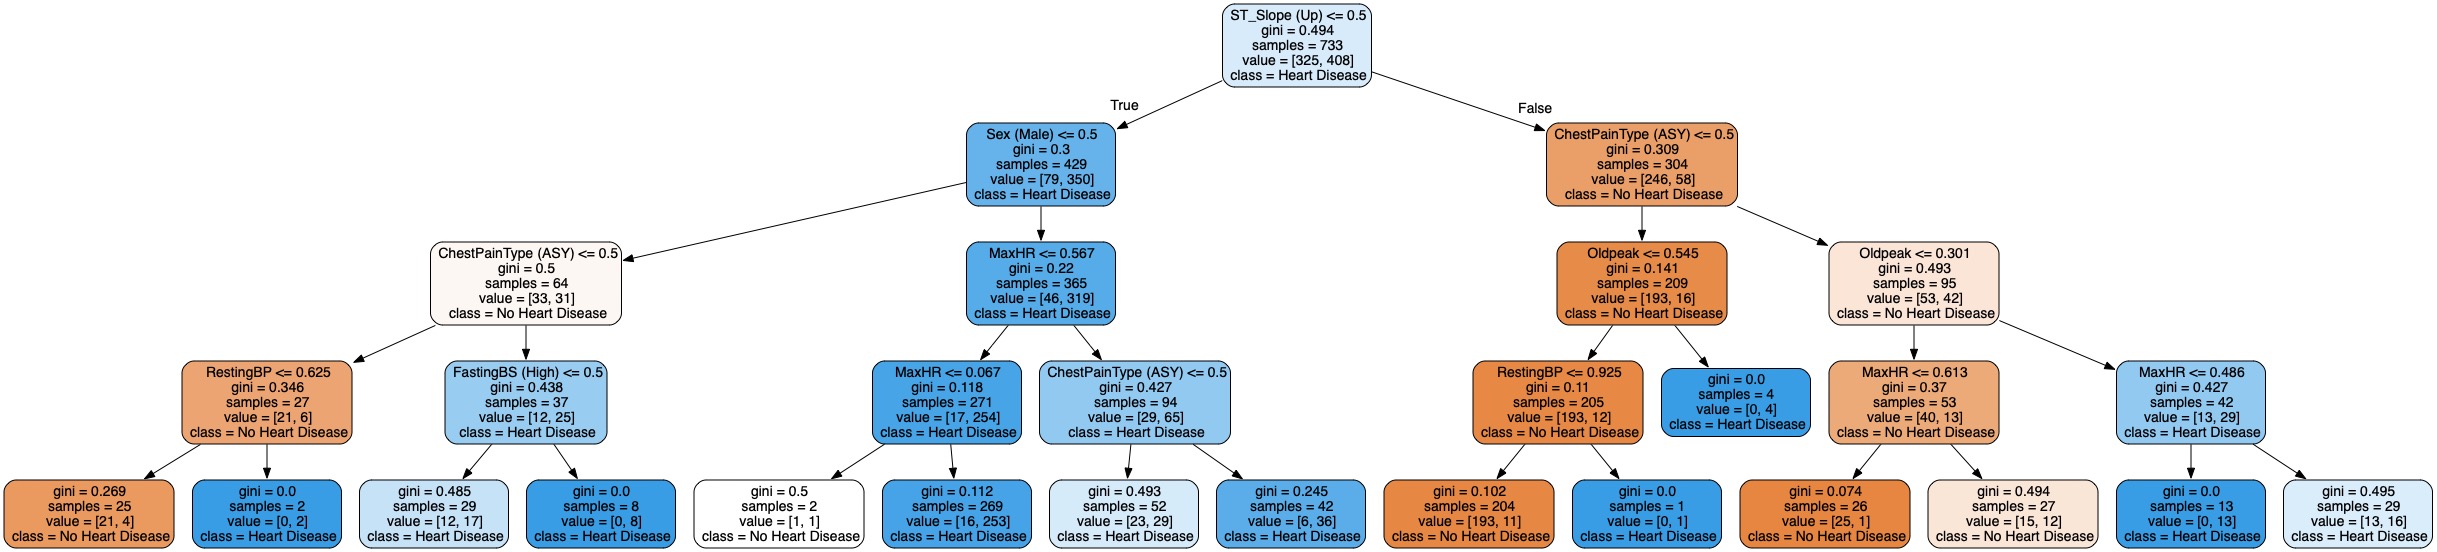 ST_Slope (Up) <= 0.5
gini = 0.494
samples = 733
value = [325, 408]
class = Heart Disease
True
False
Sex (Male) <= 0.5
gini = 0.3
samples = 429
value = [79, 350]
class = Heart Disease
ChestPainType (ASY) <= 0.5
gini = 0.309
samples = 304
value = [246, 58]
class = No Heart Disease
ChestPainType (ASY) <= 0.5
gini = 0.5
samples = 64
value = [33, 31]
class = No Heart Disease
MaxHR <= 0.567
gini = 0.22
samples = 365
value = [46, 319]
class = Heart Disease
Oldpeak <= 0.545
gini = 0.141
samples = 209
value = [193, 16]
class = No Heart Disease
Oldpeak <= 0.301
gini = 0.493
samples = 95
value = [53, 42]
class = No Heart Disease
RestingBP <= 0.625
gini = 0.346
samples = 27
value = [21, 6]
class = No Heart Disease
FastingBS (High) <= 0.5
gini = 0.438
samples = 37
value = [12, 25]
class = Heart Disease
MaxHR <= 0.067
gini = 0.118
samples = 271
value = [17, 254]
class = Heart Disease
ChestPainType (ASY) <= 0.5
gini = 0.427
samples = 94
value = [29, 65]
class = Heart Disease
RestingBP <= 0.925
gini = 0.11
samples = 205
value = [193, 12]
class = No Heart Disease
gini = 0.0
samples = 4
value = [0, 4]
class = Heart Disease
MaxHR <= 0.613
gini = 0.37
samples = 53
value = [40, 13]
class = No Heart Disease
MaxHR <= 0.486
gini = 0.427
samples = 42
value = [13, 29]
class = Heart Disease
gini = 0.269
samples = 25
value = [21, 4]
class = No Heart Disease
gini = 0.0
samples = 2
value = [0, 2]
class = Heart Disease
gini = 0.485
samples = 29
value = [12, 17]
class = Heart Disease
gini = 0.0
samples = 8
value = [0, 8]
class = Heart Disease
gini = 0.5
samples = 2
value = [1, 1]
class = No Heart Disease
gini = 0.112
samples = 269
value = [16, 253]
class = Heart Disease
gini = 0.493
samples = 52
value = [23, 29]
class = Heart Disease
gini = 0.245
samples = 42
value = [6, 36]
class = Heart Disease
gini = 0.102
samples = 204
value = [193, 11]
class = No Heart Disease
gini = 0.0
samples = 1
value = [0, 1]
class = Heart Disease
gini = 0.074
samples = 26
value = [25, 1]
class = No Heart Disease
gini = 0.494
samples = 27
value = [15, 12]
class = No Heart Disease
gini = 0.0
samples = 13
value = [0, 13]
class = Heart Disease
gini = 0.495
samples = 29
value = [13, 16]
class = Heart Disease